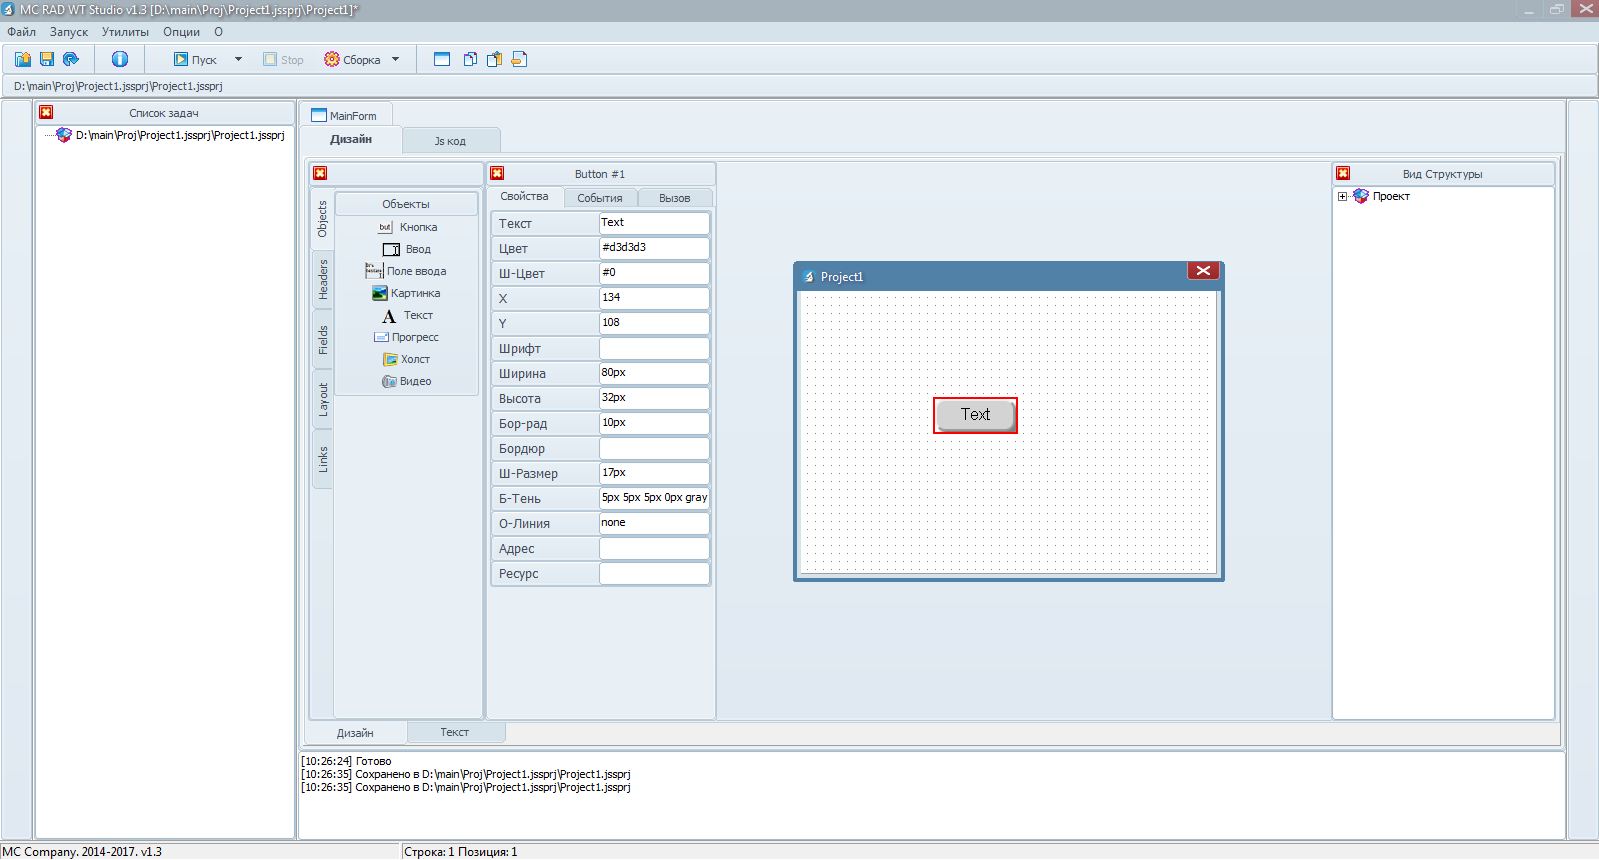 MC RAD WT Studio v1.3 [D:\main\Proj\Project1.jssprj\Project1]*
Файл Запуск Утилиты Опции О
Пуск Stop Сборка
D:\main\Proj\Project1.jssprj\Project1.jssprj
Список задач
D:\main\Proj\Project1.jssprj\Project1.jssprj
MainForm
Дизайн Js код
Objects
Headers
Fields
Layout
Links
Объекты
but Кнопка
Ввод
Поле ввода
Картинка
A Текст
Прогресс
Холст
Видео
Button #1
Свойства События Вызов
Текст Text
Цвет #d3d3d3
Ш-Цвет #0
X 134
Y 108
Шрифт
Ширина 80px
Высота 32px
Бор-рад 10px
Бордюр
Ш-Размер 17px
Б-Тень 5px 5px 5px 0px gray
О-Линия none
Адрес
Ресурс
Project1
Text
Вид Структуры
Проект
Дизайн Текст
[10:26:24] Готово
[10:26:35] Сохранено в D:\main\Proj\Project1.jssprj\Project1.jssprj
[10:26:35] Сохранено в D:\main\Proj\Project1.jssprj\Project1.jssprj
MC Company. 2014-2017. v1.3 Строка: 1 Позиция: 1